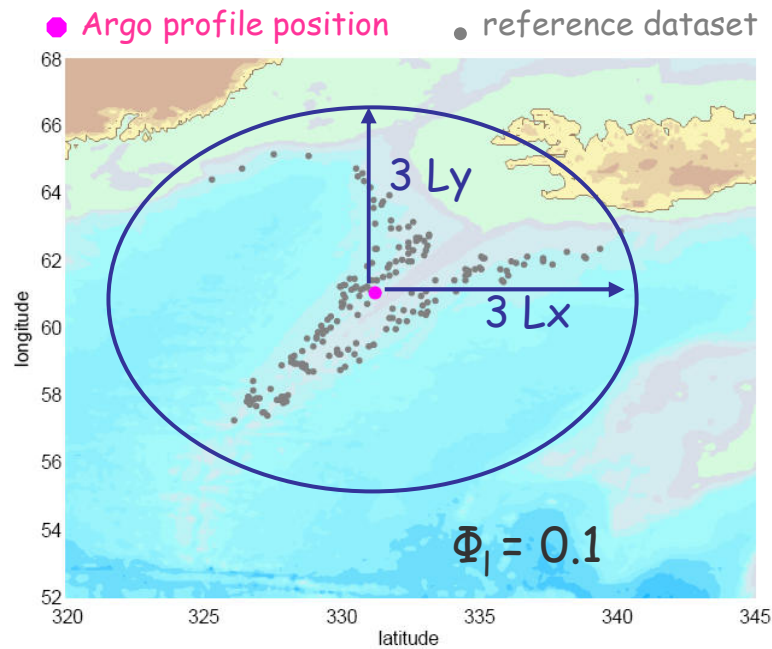 Argo profile position
reference dataset
68
66
64
62
60
58
56
54
52
longitude
3 Ly
3 Lx
Φl = 0.1
320
325
330
335
340
345
latitude